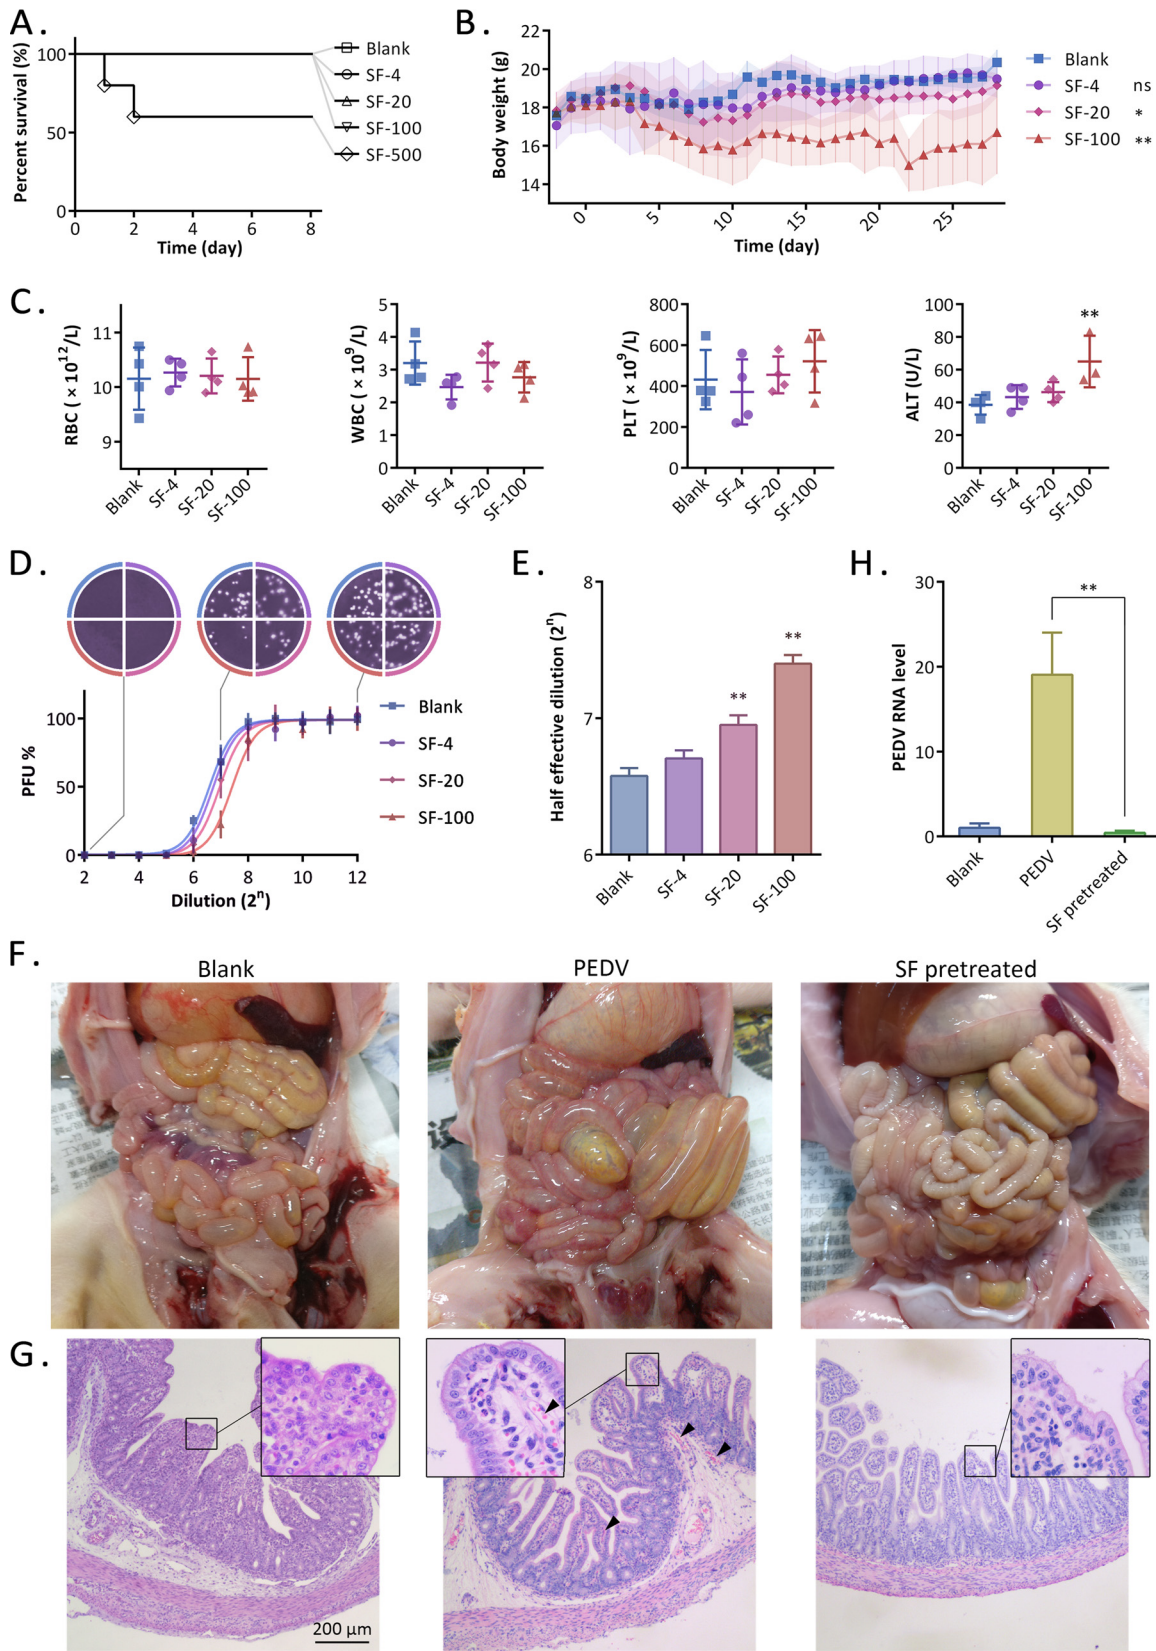 A.
Percent survival (%)
100
50
0
0 2 4 6 8
Time (day)
Blank
SF-4
SF-20
SF-100
SF-500
B.
Body weight (g)
22
20
18
16
14
0 5 10 15 20 25
Time (day)
Blank
SF-4 ns
SF-20 *
SF-100 **
C.
RBC (×10¹²/L)
11
10
9
Blank SF-4 SF-20 SF-100
WBC (×10⁹/L)
5
4
3
2
1
0
Blank SF-4 SF-20 SF-100
PLT (×10⁹/L)
800
600
400
200
0
Blank SF-4 SF-20 SF-100
ALT (U/L)
100
80
60
40
20
0
**
Blank SF-4 SF-20 SF-100
D.
PFU %
100
50
0
2 4 6 8 10 12
Dilution (2ⁿ)
Blank
SF-4
SF-20
SF-100
E.
Half effective dilution (2ⁿ)
8
7
6
**
**
Blank SF-4 SF-20 SF-100
H.
PEDV RNA level
30
20
10
0
**
Blank PEDV SF pretreated
F.
Blank PEDV SF pretreated
G.
200 μm